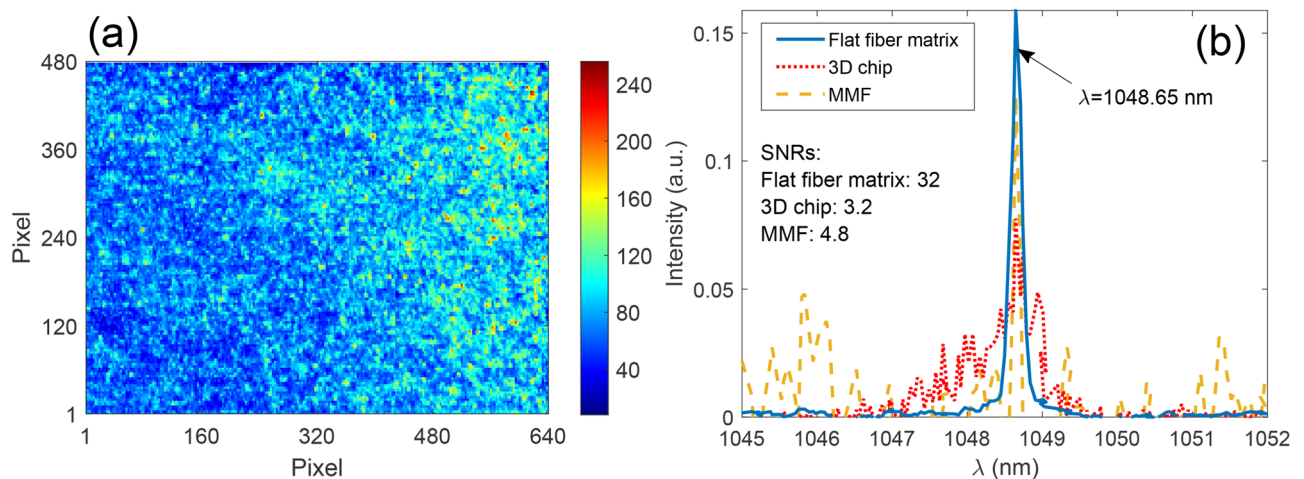 (a)
480
360
240
120
1
Pixel
1
160
320
480
640
Pixel
240
200
160
120
80
40
(b)
0.15
0.1
0.05
0
Intensity (a.u.)
Flat fiber matrix
3D chip
MMF
λ=1048.65 nm
SNRs:
Flat fiber matrix: 32
3D chip: 3.2
MMF: 4.8
1045
1046
1047
1048
1049
1050
1051
1052
λ (nm)